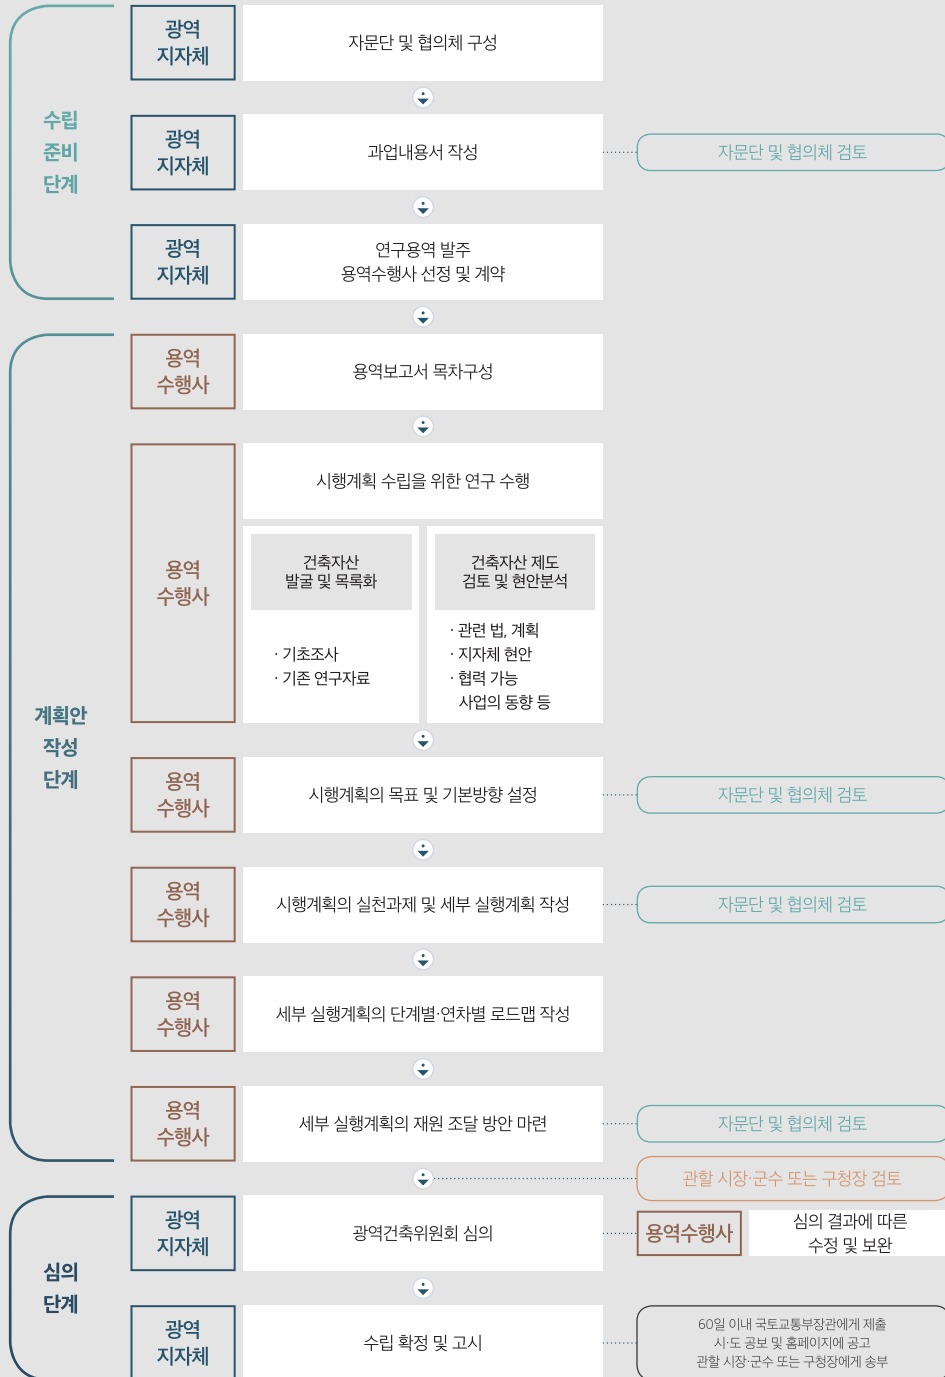 수립
준비
단계
광역
지자체
자문단 및 협의체 구성
광역
지자체
과업내용서 작성
자문단 및 협의체 검토
광역
지자체
연구용역 발주
용역수행사 선정 및 계약
계획안
작성
단계
용역
수행사
용역보고서 목차구성
용역
수행사
시행계획 수립을 위한 연구 수행
건축자산
발굴 및 목록화
· 기초조사
· 기존 연구자료
건축자산 제도
검토 및 현안분석
· 관련 법, 계획
· 지자체 현안
· 협력 가능
사업의 동향 등
용역
수행사
시행계획의 목표 및 기본방향 설정
자문단 및 협의체 검토
용역
수행사
시행계획의 실천과제 및 세부 실행계획 작성
자문단 및 협의체 검토
용역
수행사
세부 실행계획의 단계별·연차별 로드맵 작성
용역
수행사
세부 실행계획의 재원 조달 방안 마련
자문단 및 협의체 검토
관할 시장·군수 또는 구청장 검토
심의
단계
광역
지자체
광역건축위원회 심의
용역수행사
심의 결과에 따른
수정 및 보완
광역
지자체
수립 확정 및 고시
60일 이내 국토교통부장관에게 제출
시·도 공보 및 홈페이지에 공고
관할 시장·군수 또는 구청장에게 송부